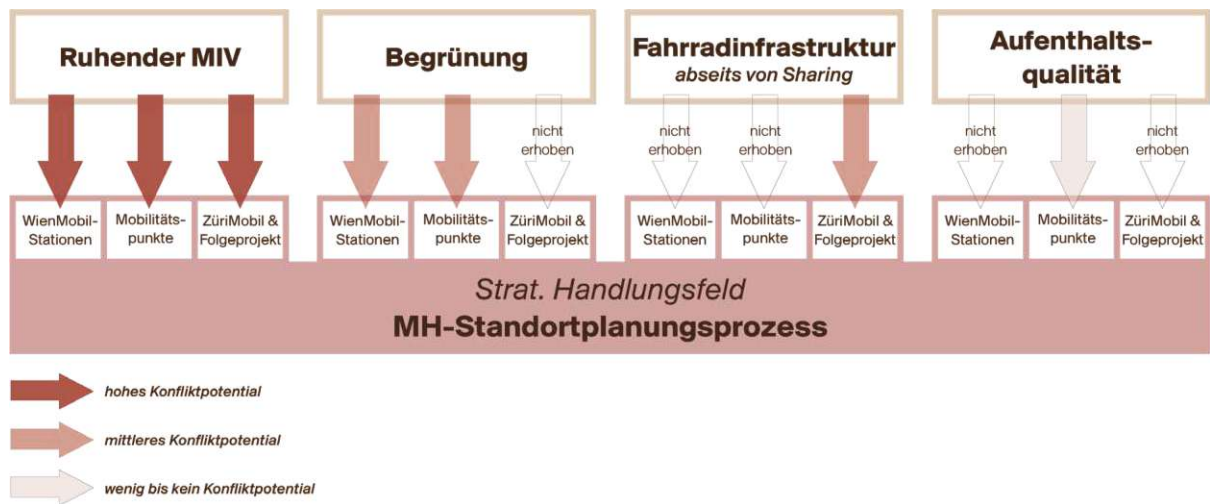 Ruhender MIV
Begrünung
Fahrradinfrastruktur
abseits von Sharing
Aufenthalts-
qualität
nicht
erhoben
nicht
erhoben
nicht
erhoben
nicht
erhoben
nicht
erhoben
WienMobil-
Stationen
Mobilitäts-
punkte
ZüriMobil &
Folgeprojekt
WienMobil-
Stationen
Mobilitäts-
punkte
ZüriMobil &
Folgeprojekt
WienMobil-
Stationen
Mobilitäts-
punkte
ZüriMobil &
Folgeprojekt
WienMobil-
Stationen
Mobilitäts-
punkte
ZüriMobil &
Folgeprojekt
Strat. Handlungsfeld
MH-Standortplanungsprozess
hohes Konfliktpotential
mittleres Konfliktpotential
wenig bis kein Konfliktpotential